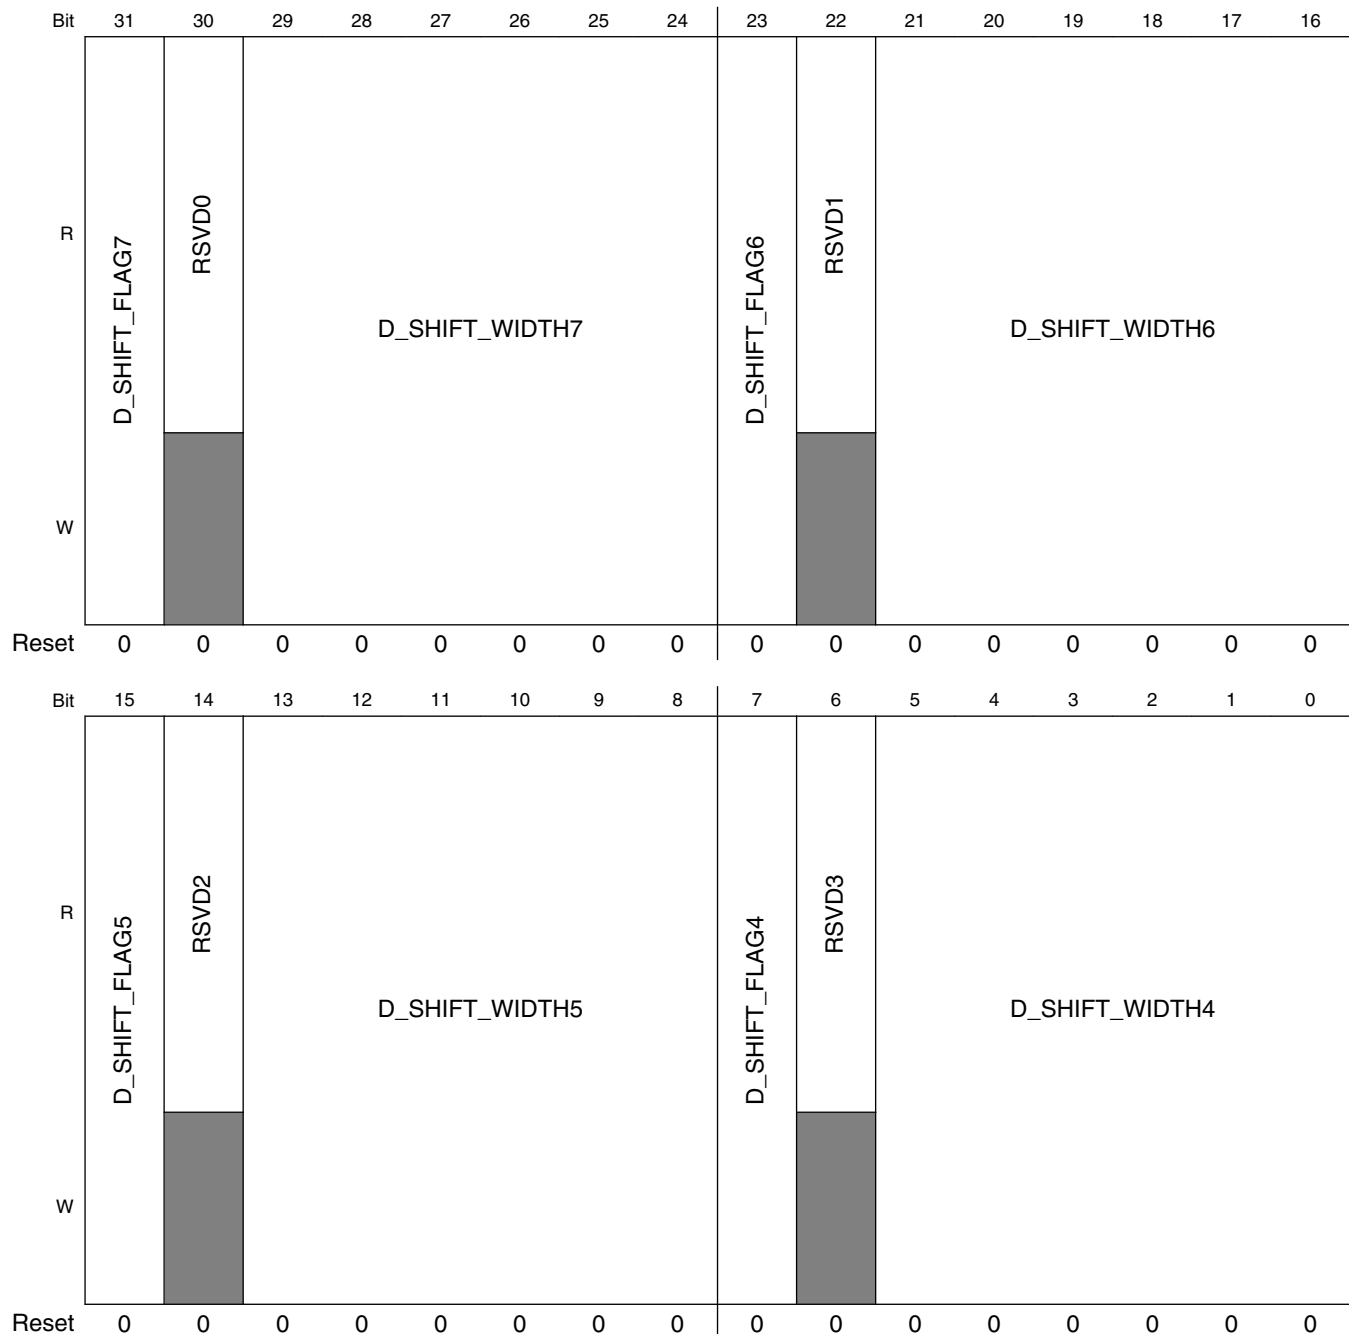 Bit 31 30 29 28 27 26 25 24 23 22 21 20 19 18 17 16
R
D_SHIFT_FLAG7
RSVD0
D_SHIFT_WIDTH7
D_SHIFT_FLAG6
RSVD1
D_SHIFT_WIDTH6
W
Reset 0 0 0 0 0 0 0 0 0 0 0 0 0 0 0 0
Bit 15 14 13 12 11 10 9 8 7 6 5 4 3 2 1 0
R
D_SHIFT_FLAG5
RSVD2
D_SHIFT_WIDTH5
D_SHIFT_FLAG4
RSVD3
D_SHIFT_WIDTH4
W
Reset 0 0 0 0 0 0 0 0 0 0 0 0 0 0 0 0